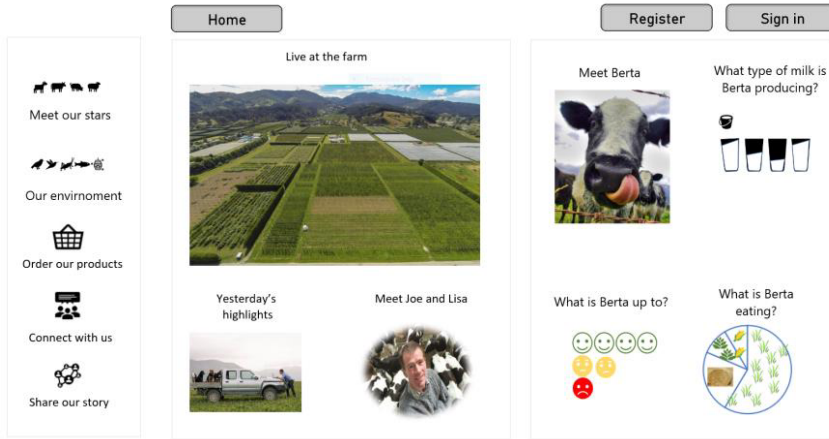 Home
Register
Sign in
Meet our stars
Our envirnoment
Order our products
Connect with us
Share our story
Live at the farm
Yesterday's
highlights
Meet Joe and Lisa
Meet Berta
What type of milk is
Berta producing?
What is Berta up to?
What is Berta
eating?